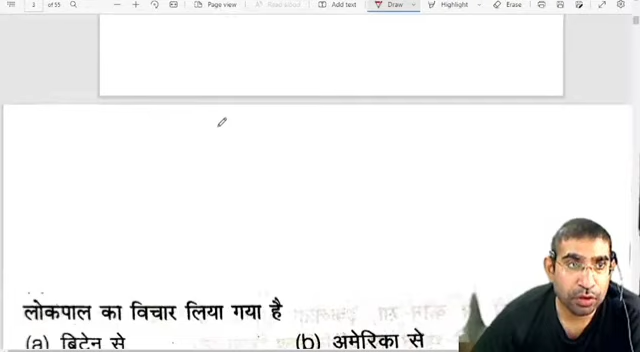 3 of 55 Page view Read aloud Add text Draw Highlight Erase
लोकपाल का विचार लिया गया है
(a) ब्रिटेन से (b) अमेरिका से